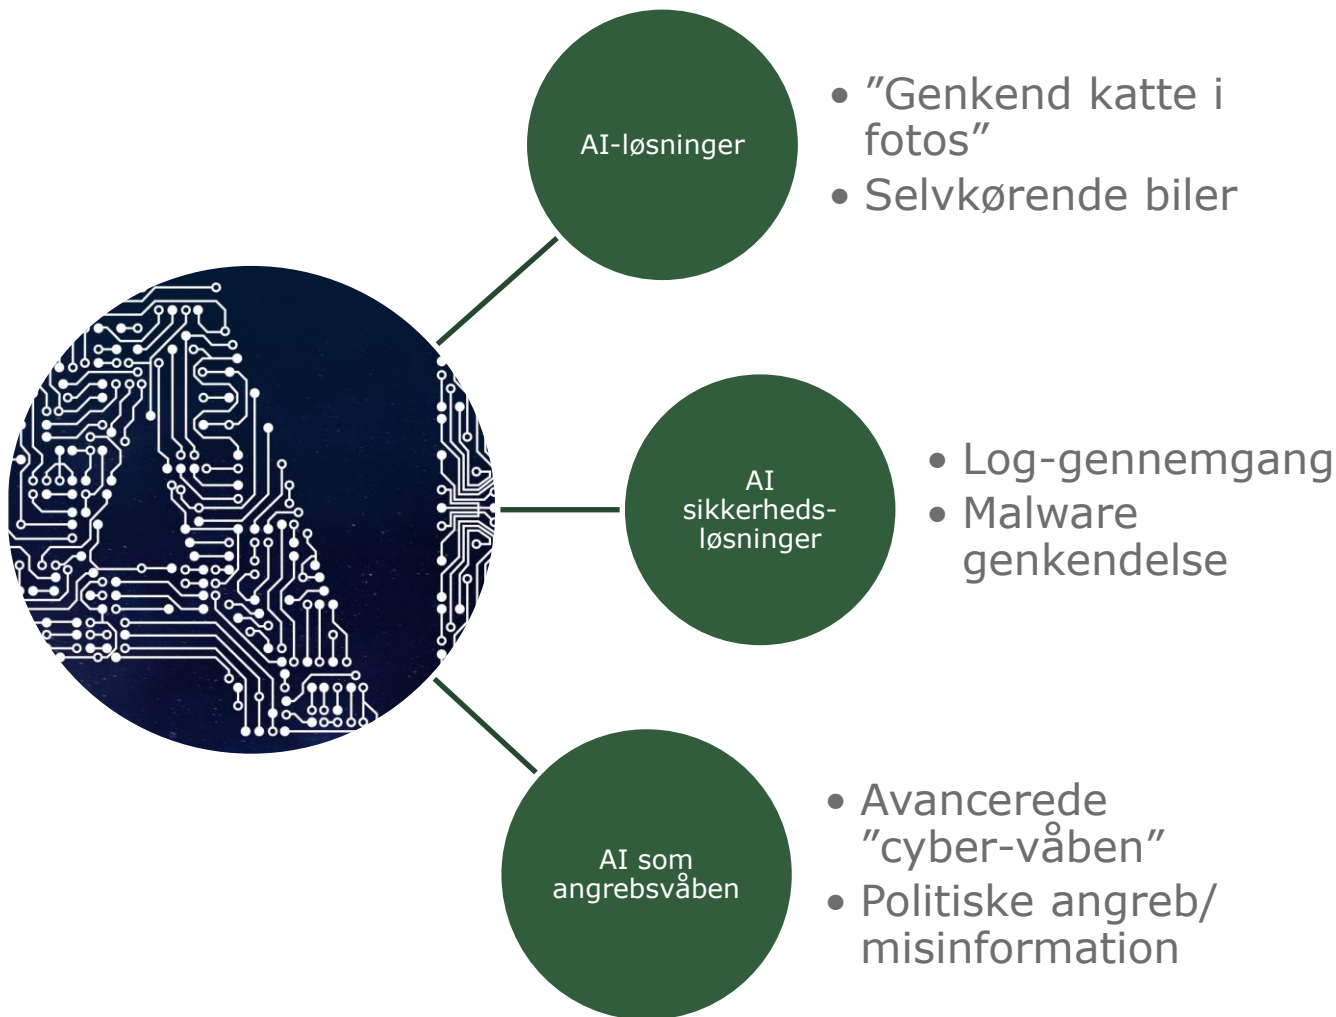 AI-løsninger
• ”Genkend katte i
fotos”
• Selvkørende biler
AI
sikkerheds-
løsninger
• Log-gennemgang
• Malware
genkendelse
AI som
angrebsvåben
• Avancerede
”cyber-våben”
• Politiske angreb/
misinformation